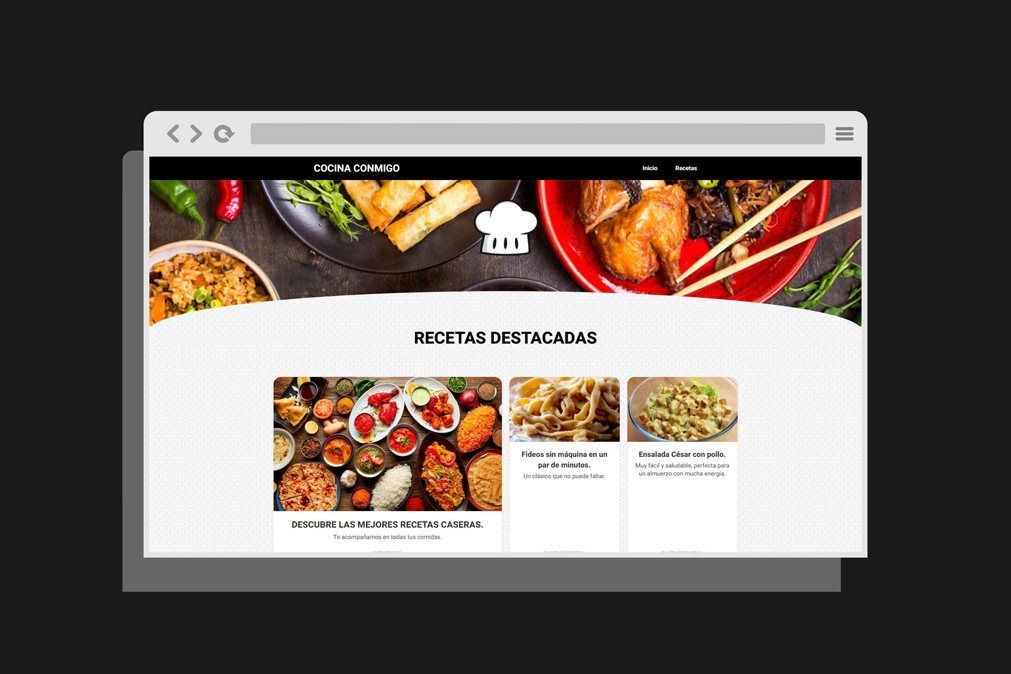 COCINA CONMIGO
Inicio
Recetas
RECETAS DESTACADAS
DESCUBRE LAS MEJORES RECETAS CASERAS.
Te acompañamos en todas tus comidas.
Fideos sin máquina en un
par de minutos.
Un clásico que no puede faltar.
Ensalada César con pollo.
Muy fácil y saludable, perfecta para
un almuerzo con mucha energía.